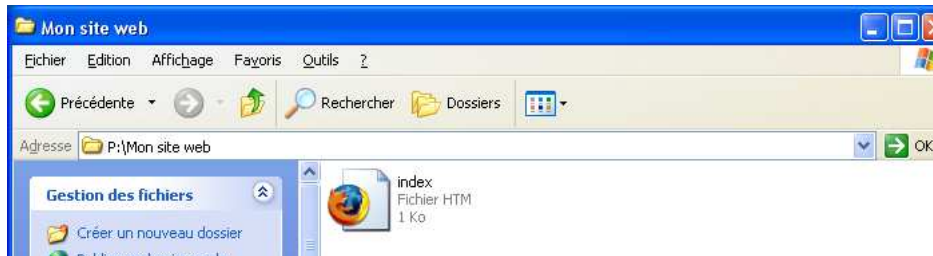 Mon site web
Fichier Edition Affichage Favoris Outils ?
Précédente Rechercher Dossiers
Adresse P:\Mon site web OK
Gestion des fichiers
index
Fichier HTM
1 Ko
Créer un nouveau dossier